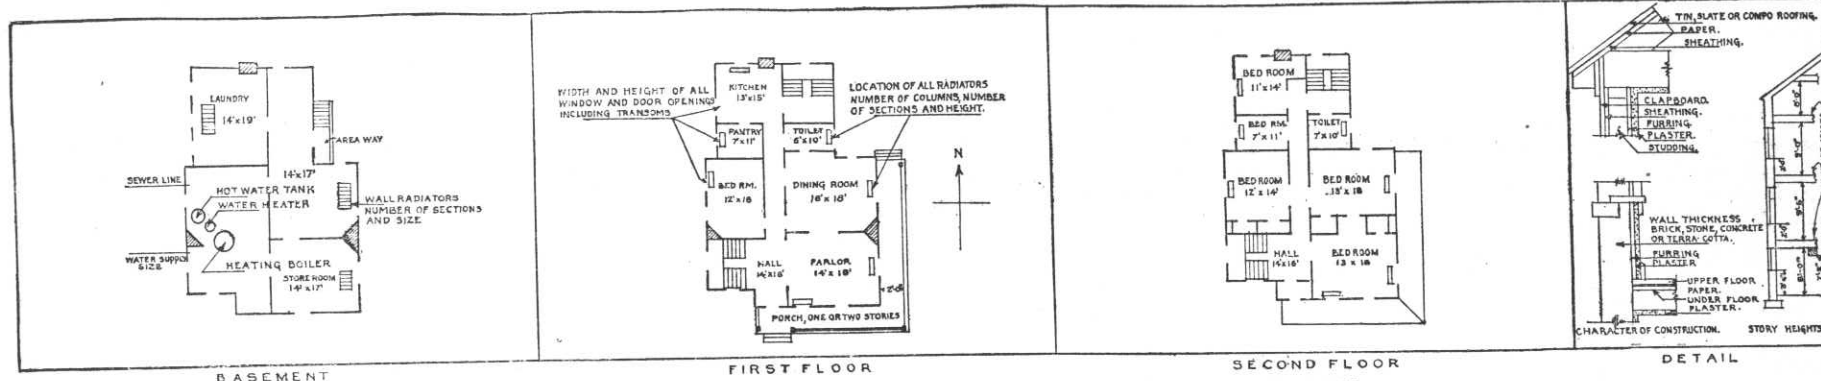 LAUNDRY
14'x19'
AREA WAY
SEWER LINE
14'x17'
HOT WATER TANK
WATER HEATER
WALL RADIATORS
NUMBER OF SECTIONS
AND SIZE
WATER SUPPLY
SIZE
HEATING BOILER
STORE ROOM
14'x17'
BASEMENT
WIDTH AND HEIGHT OF ALL
WINDOW AND DOOR OPENINGS
INCLUDING TRANSOMS
KITCHEN
13'x15'
LOCATION OF ALL RADIATORS
NUMBER OF COLUMNS, NUMBER
OF SECTIONS AND HEIGHT.
PANTRY
7'x11'
TOILET
6'x10'
BED RM.
12'x18
DINING ROOM
16'x18'
N
HALL
14'x18'
PARLOR
14'x18'
2'-0"
PORCH, ONE OR TWO STORIES
FIRST FLOOR
BED ROOM
11'x14'
BED RM.
7'x11'
TOILET
7'x10'
BED ROOM
12'x14'
BED ROOM
15'x18
HALL
14'x18'
BED ROOM
13 x 18
SECOND FLOOR
TIN, SLATE OR COMPO ROOFING.
PAPER.
SHEATHING.
CLAPBOARD.
SHEATHING.
FURRING
PLASTER.
STUDDING.
WALL THICKNESS
BRICK, STONE, CONCRETE
OR TERRA-COTTA.
FURRING
PLASTER
UPPER FLOOR
PAPER.
UNDER FLOOR
PLASTER.
CHARACTER OF CONSTRUCTION.
STORY HEIGHTS
DETAIL